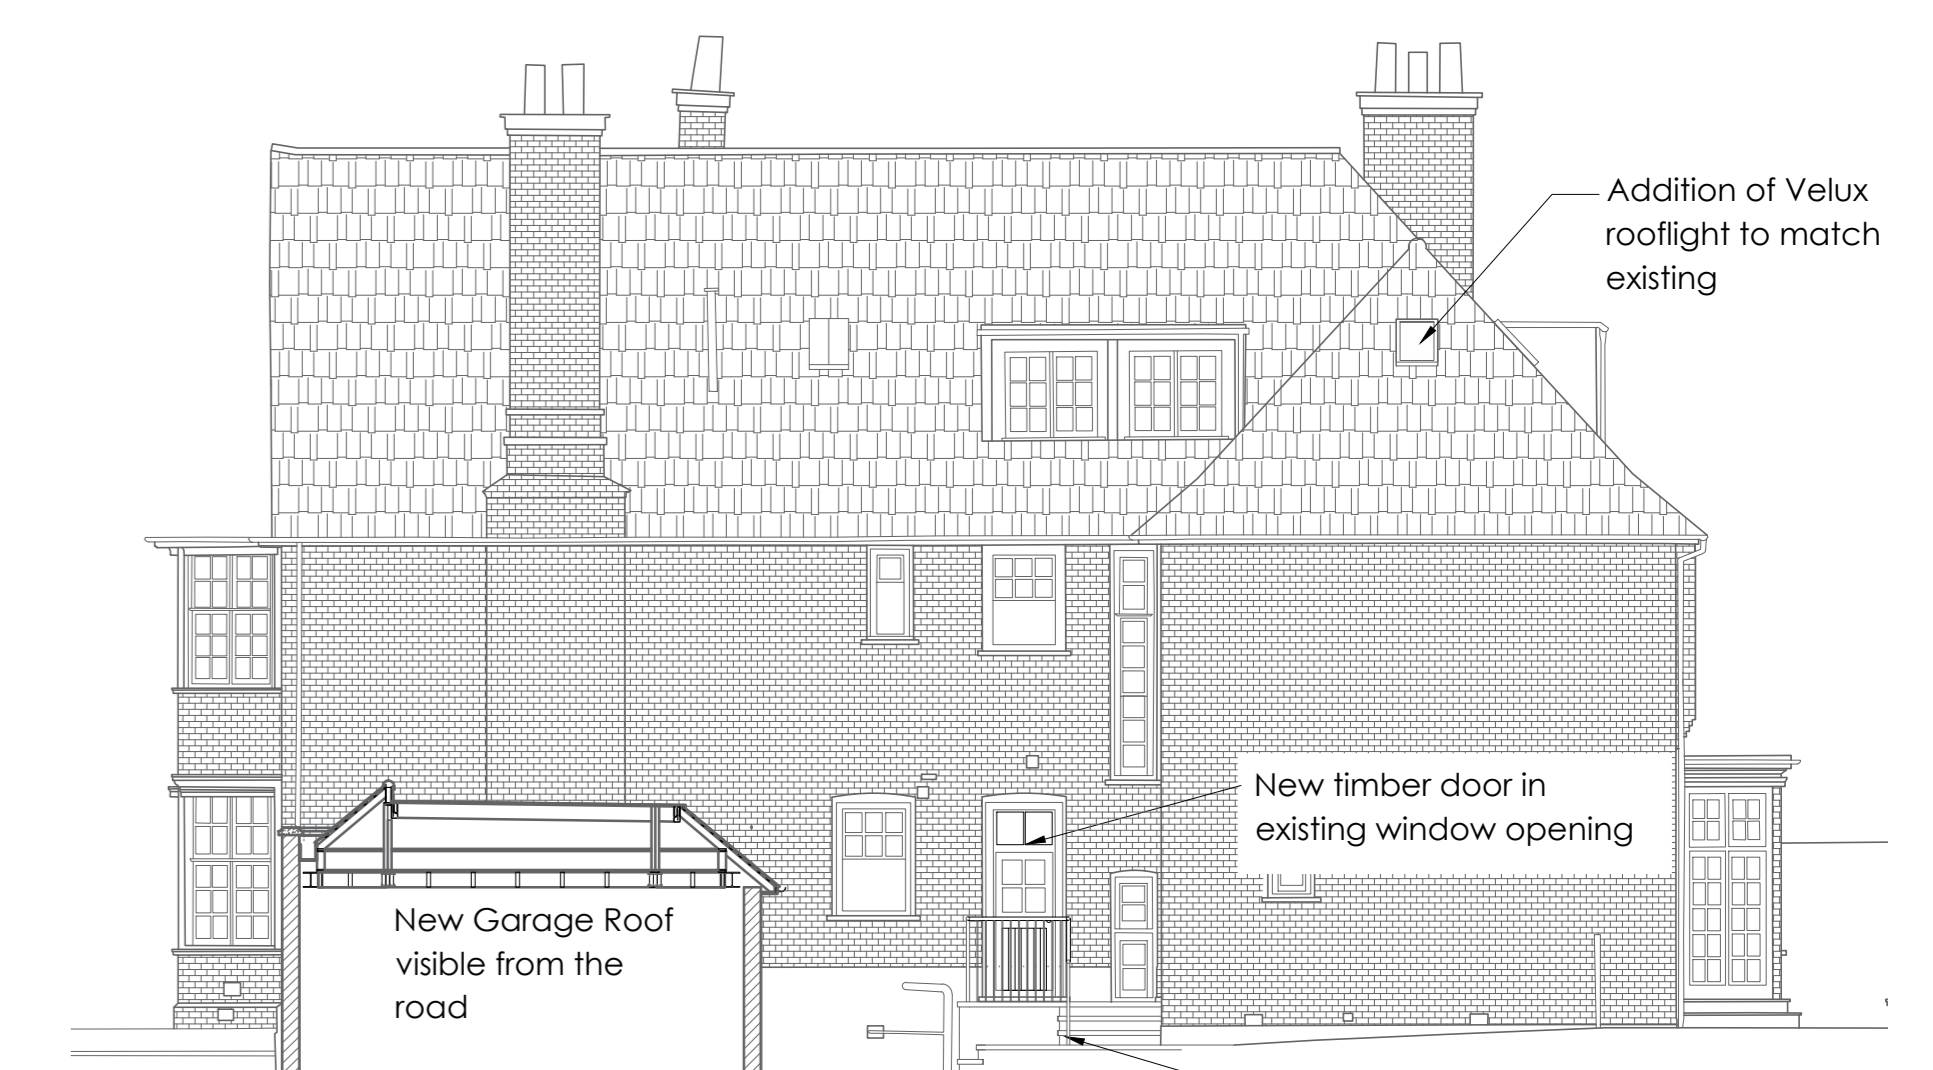 Addition of Velux
rooflight to match
existing
New timber door in
existing window opening
New Garage Roof
visible from the
road